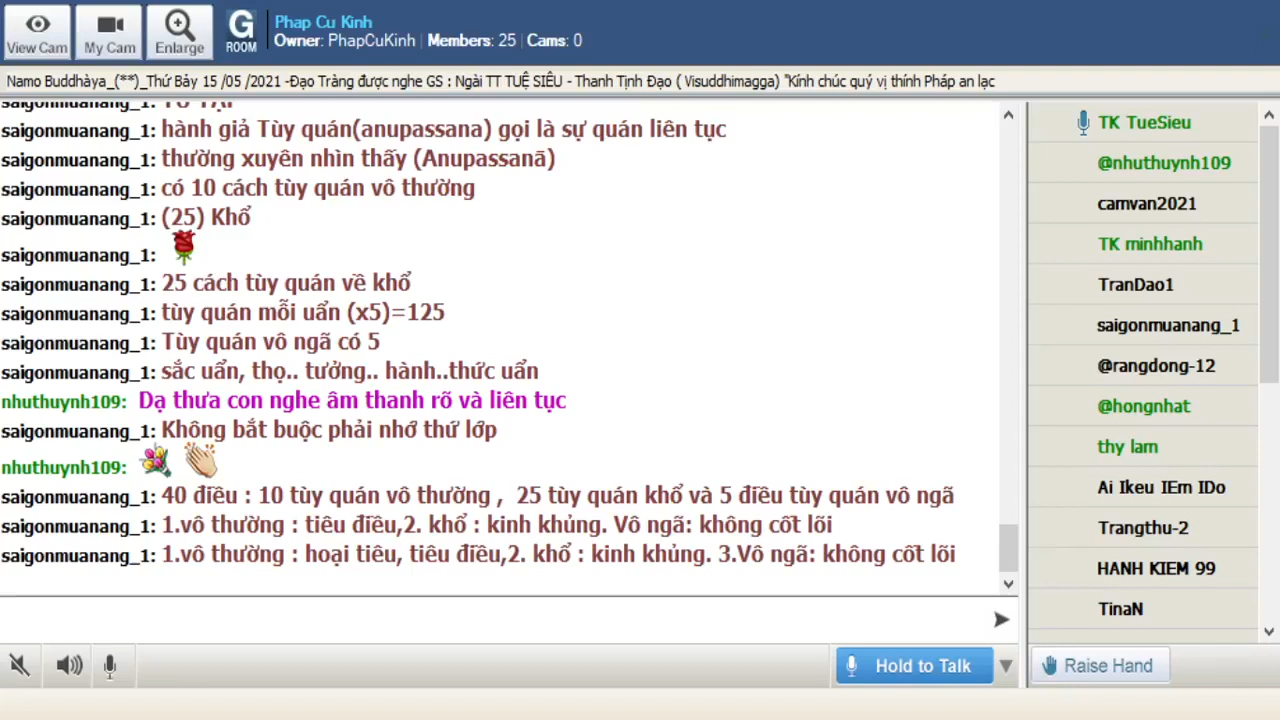 View Cam
My Cam
Enlarge
G
ROOM
Phap Cu Kinh
Owner: PhapCuKinh | Members: 25 | Cams: 0
Namo Buddhàya_(**)_Thứ Bảy 15 /05 /2021 -Đạo Tràng được nghe GS : Ngài TT TUỆ SIÊU - Thanh Tịnh Đạo ( Visuddhimagga) "Kính chúc quý vị thính Pháp an lạc
saigonmuanang_1:
saigonmuanang_1: hành giả Tùy quán(anupassana) gọi là sự quán liên tục
saigonmuanang_1: thường xuyên nhìn thấy (Anupassanā)
saigonmuanang_1: có 10 cách tùy quán vô thường
saigonmuanang_1: (25) Khổ
saigonmuanang_1:
saigonmuanang_1: 25 cách tùy quán về khổ
saigonmuanang_1: tùy quán mỗi uẩn (x5)=125
saigonmuanang_1: Tùy quán vô ngã có 5
saigonmuanang_1: sắc uẩn, thọ.. tưởng.. hành..thức uẩn
nhuthuynh109: Dạ thưa con nghe âm thanh rõ và liên tục
saigonmuanang_1: Không bắt buộc phải nhớ thứ lớp
nhuthuynh109:
saigonmuanang_1: 40 điều : 10 tùy quán vô thường , 25 tùy quán khổ và 5 điều tùy quán vô ngã
saigonmuanang_1: 1.vô thường : tiêu điều,2. khổ : kinh khủng. Vô ngã: không cốt lõi
saigonmuanang_1: 1.vô thường : hoại tiêu, tiêu điều,2. khổ : kinh khủng. 3.Vô ngã: không cốt lõi
TK TueSieu
@nhuthuynh109
camvan2021
TK minhhanh
TranDao1
saigonmuanang_1
@rangdong-12
@hongnhat
thy lam
Ai Ikeu IEm IDo
Trangthu-2
HANH KIEM 99
TinaN
Hold to Talk
Raise Hand